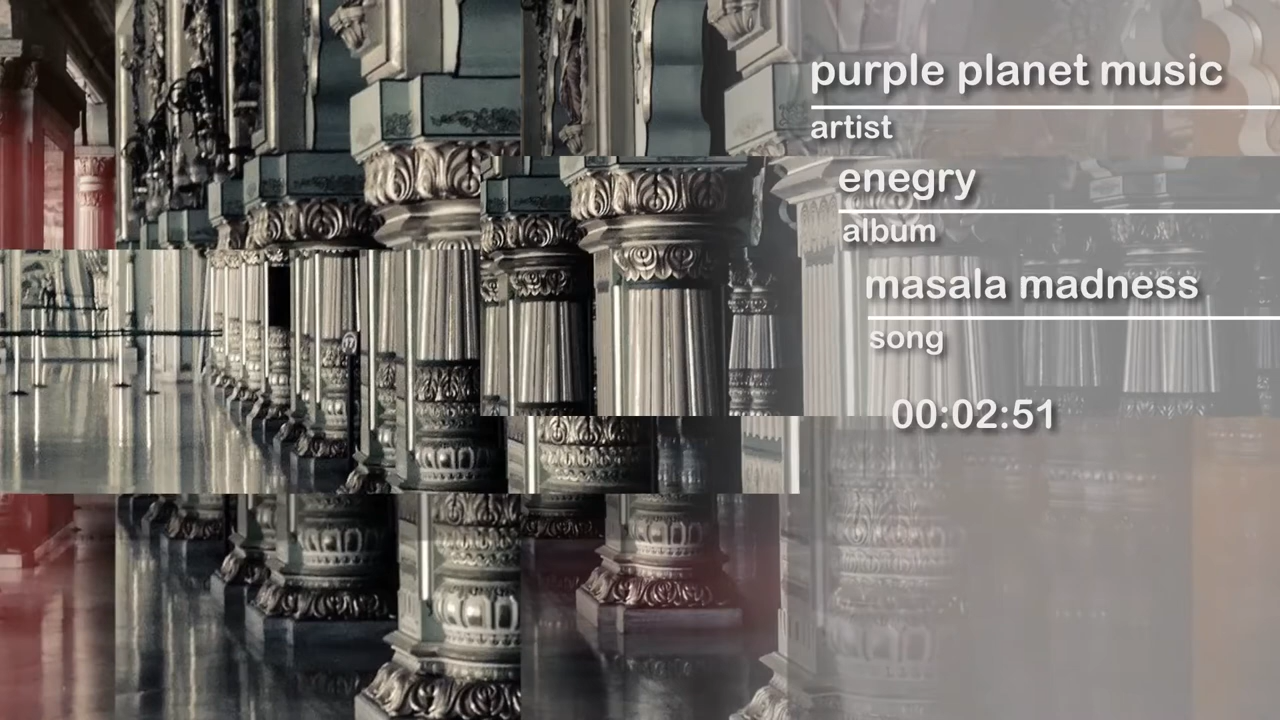 purple planet music
artist
enegry
album
masala madness
song
00:02:51